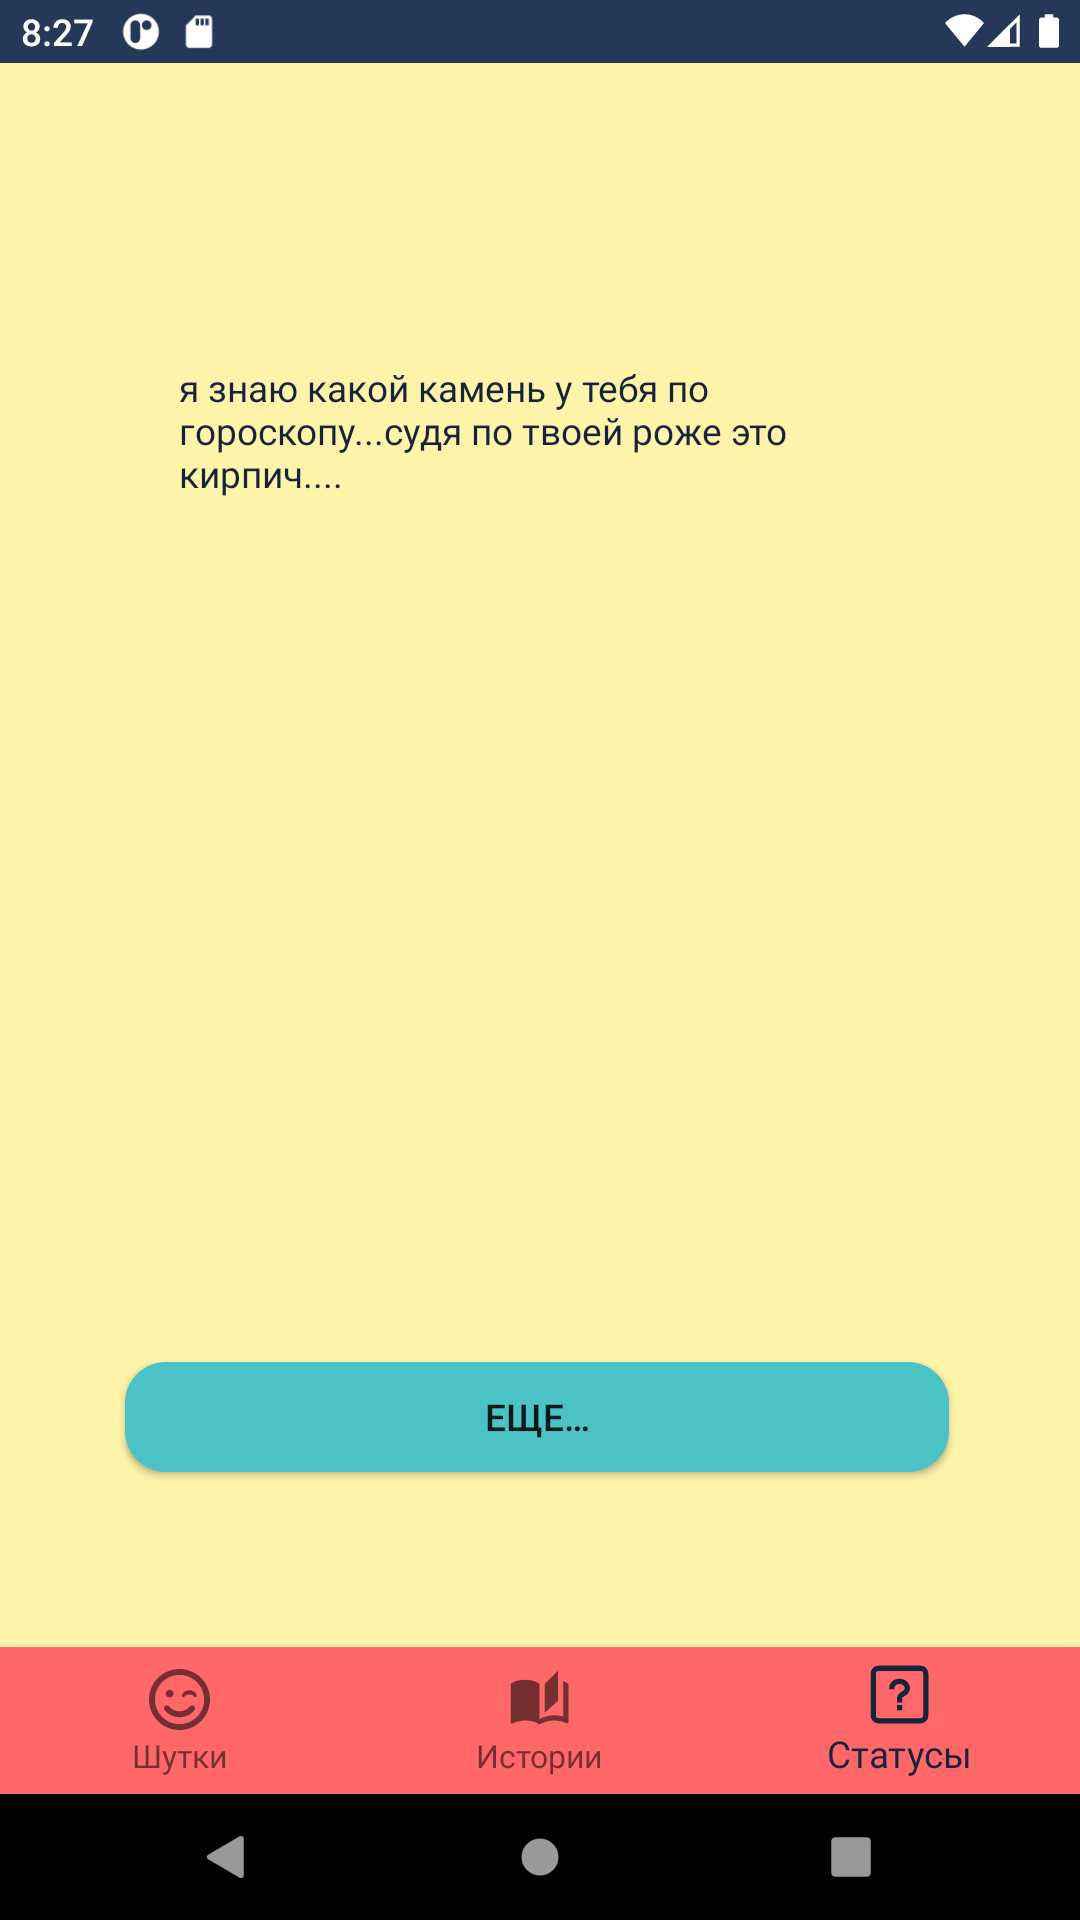 8:27
я знаю какой камень у тебя по
гороскопу...судя по твоей роже это
кирпич....
ЕЩЕ...
Шутки
Истории
Статусы